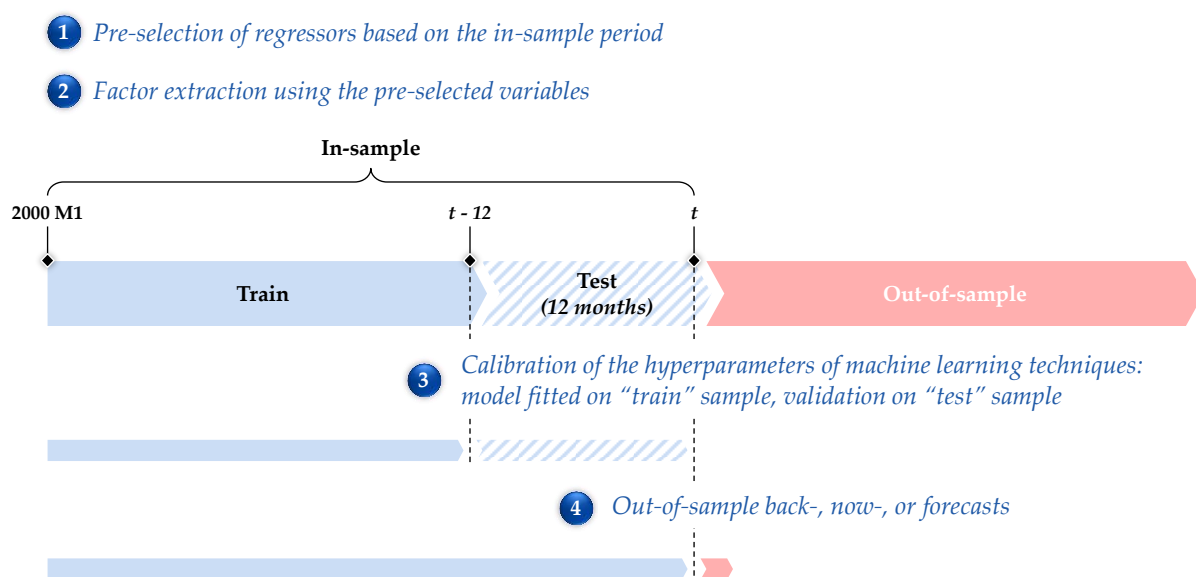 1 Pre-selection of regressors based on the in-sample period
2 Factor extraction using the pre-selected variables
In-sample
2000 M1 t - 12 t
Train
Test
(12 months)
Out-of-sample
3 Calibration of the hyperparameters of machine learning techniques:
model fitted on “train” sample, validation on “test” sample
4 Out-of-sample back-, now-, or forecasts